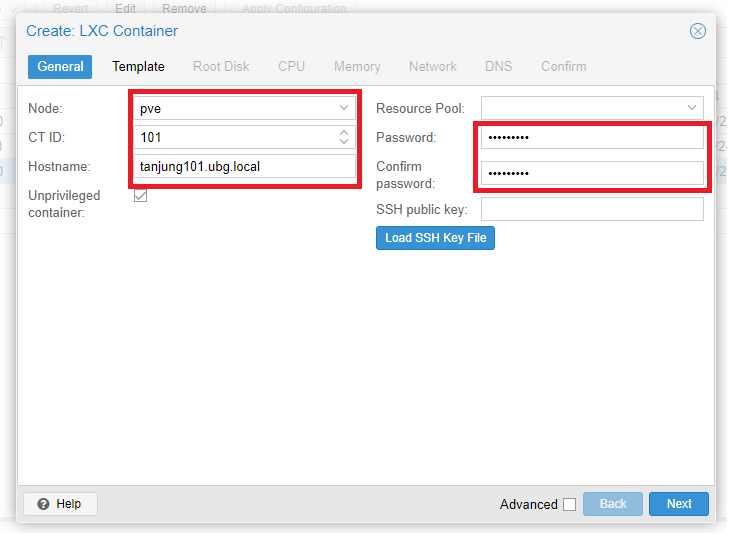 Revert Edit Remove Apply Configuration
Create: LXC Container
General Template Root Disk CPU Memory Network DNS Confirm
Node: pve Resource Pool:
CT ID: 101 Password: •••••••••
Hostname: tanjung101.ubg.local Confirm
password: •••••••••
Unprivileged
container:
SSH public key:
Load SSH Key File
Help Advanced Back Next